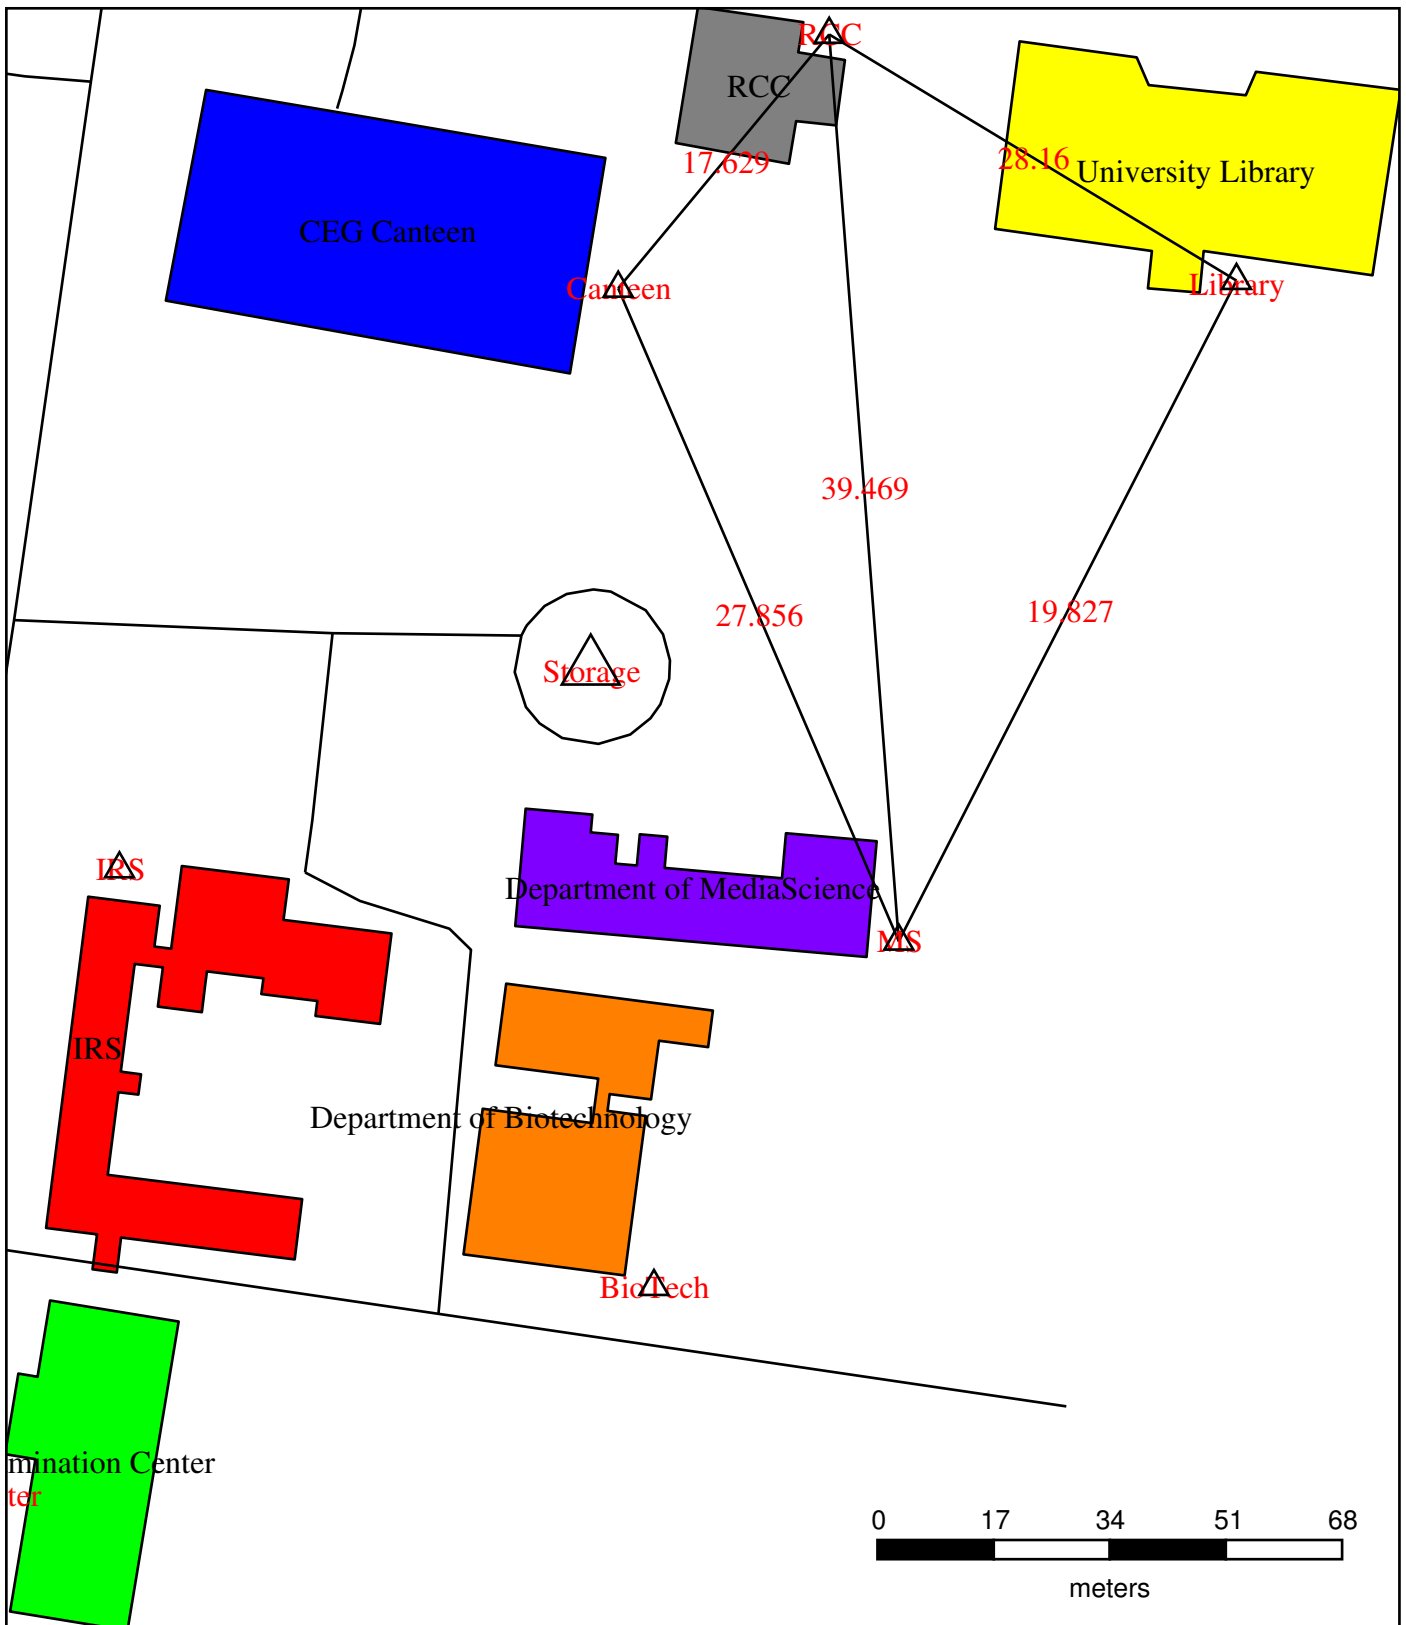 RCC
RCC
17.629
28.16
University Library
CEG Canteen
Canteen
Library
39.469
27.856
19.827
Storage
IRS
Department of MediaScience
MS
IRS
Department of Biotechnology
BioTech
mination Center
ter
0 17 34 51 68
meters